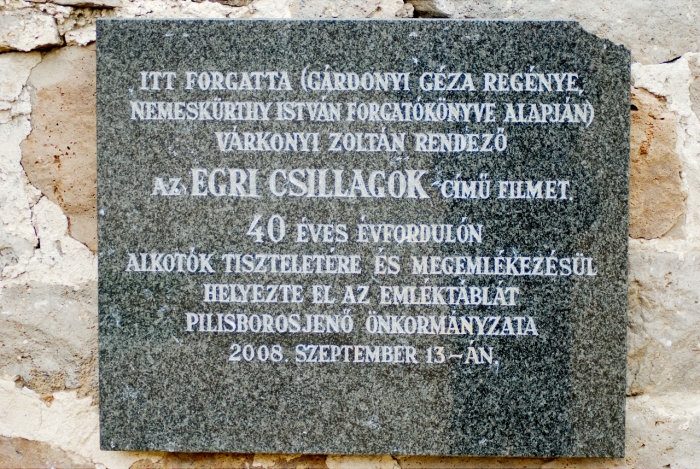 ITT FORGATTA (GÁRDONYI GÉZA REGÉNYE,
NEMESKÜRTHY ISTVÁN FORGATÓKÖNYVE ALAPJÁN)
VÁRKONYI ZOLTÁN RENDEZŐ
AZ EGRI CSILLAGOK CÍMŰ FILMET.
40 ÉVES ÉVFORDULÓN
ALKOTÓK TISZTELETÉRE ÉS MEGEMLÉKEZÉSÜL
HELYEZTE EL AZ EMLÉKTÁBLÁT
PILISBOROSJENŐ ÖNKORMÁNYZATA
2008. SZEPTEMBER 13-ÁN.